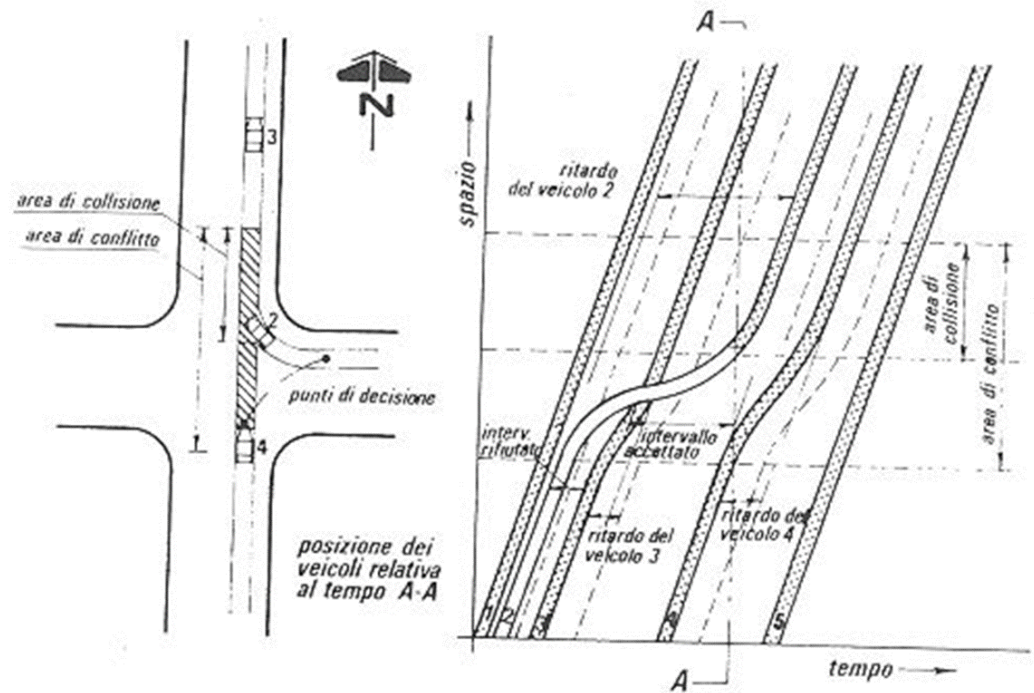 A
N
3
area di collisione
area di conflitto
2
punti di decisione
4
posizione dei
veicoli relativa
al tempo A-A
spazio
ritardo
del veicolo 2
area di
collisione
area di conflitto
interv.
rifiutato
intervallo
accettato
ritardo del
veicolo 3
ritardo del
veicolo 4
1
2
3
4
5
A
tempo